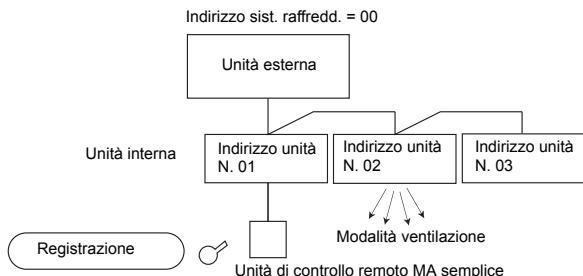 Indirizzo sist. raffredd. = 00
Unità esterna
Unità interna
Indirizzo unità
N. 01
Indirizzo unità
N. 02
Indirizzo unità
N. 03
Modalità ventilazione
Registrazione
Unità di controllo remoto MA semplice